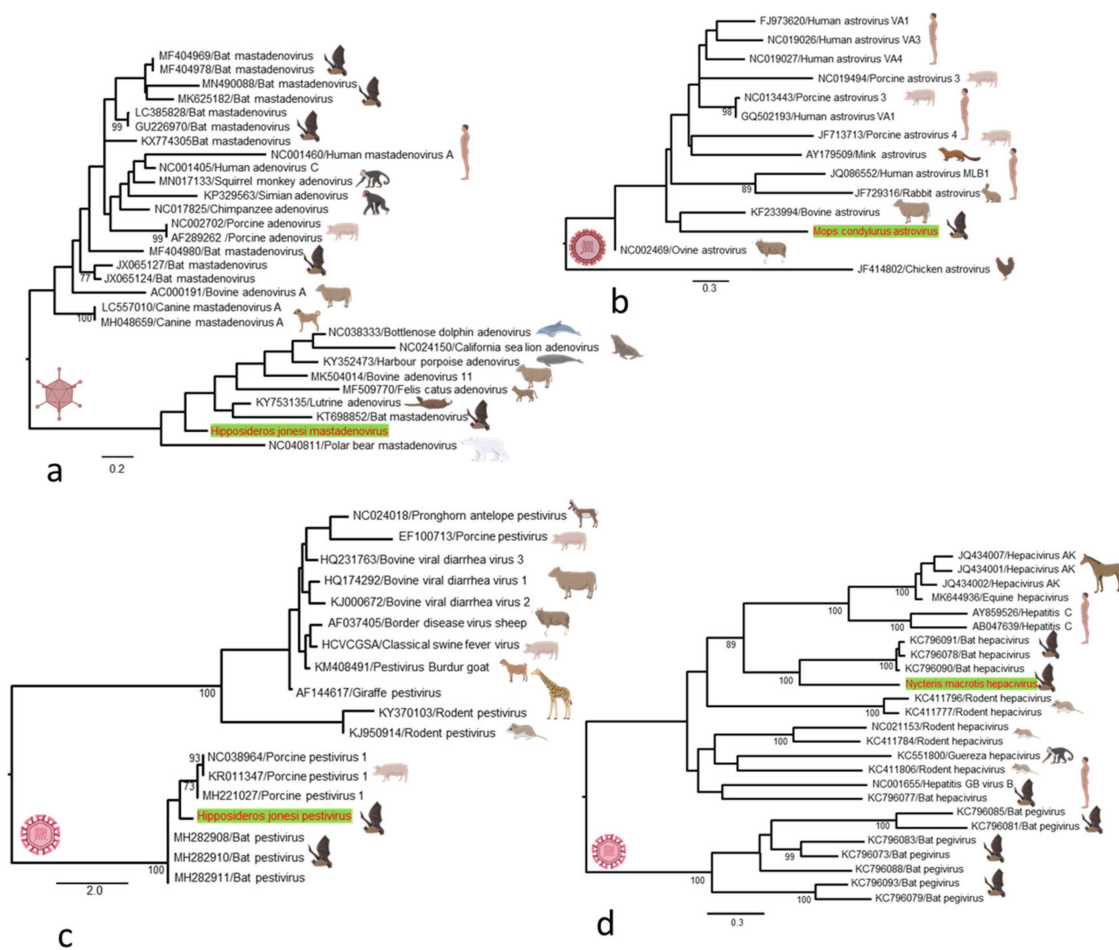 MF404969/Bat mastadenovirus
MF404978/Bat mastadenovirus
MN490088/Bat mastadenovirus
MK625182/Bat mastadenovirus
LC385828/Bat mastadenovirus
99
GU226970/Bat mastadenovirus
KX774305Bat mastadenovirus
NC001460/Human mastadenovirus A
NC001405/Human adenovirus C
MN017133/Squirrel monkey adenovirus
KP329563/Simian adenovirus
NC017825/Chimpanzee adenovirus
NC002702/Porcine adenovirus
99
AF289262 /Porcine adenovirus
MF404980/Bat mastadenovirus
JX065127/Bat mastadenovirus
77
JX065124/Bat mastadenovirus
AC000191/Bovine adenovirus A
LC557010/Canine mastadenovirus A
100
MH048659/Canine mastadenovirus A
NC038333/Bottlenose dolphin adenovirus
NC024150/California sea lion adenovirus
KY352473/Harbour porpoise adenovirus
MK504014/Bovine adenovirus 11
MF509770/Felis catus adenovirus
KY753135/Lutrine adenovirus
KT698852/Bat mastadenovirus
Hipposideros jonesi mastadenovirus
NC040811/Polar bear mastadenovirus
0.2
a
FJ973620/Human astrovirus VA1
NC019026/Human astrovirus VA3
NC019027/Human astrovirus VA4
NC019494/Porcine astrovirus 3
NC013443/Porcine astrovirus 3
98
GQ502193/Human astrovirus VA1
JF713713/Porcine astrovirus 4
AY179509/Mink astrovirus
JQ086552/Human astrovirus MLB1
89
JF729316/Rabbit astrovirus
KF233994/Bovine astrovirus
Mops condylurus astrovirus
NC002469/Ovine astrovirus
JF414802/Chicken astrovirus
0.3
b
NC024018/Pronghorn antelope pestivirus
EF100713/Porcine pestivirus
HQ231763/Bovine viral diarrhea virus 3
HQ174292/Bovine viral diarrhea virus 1
KJ000672/Bovine viral diarrhea virus 2
AF037405/Border disease virus sheep
HCVCGSA/Classical swine fever virus
KM408491/Pestivirus Burdur goat
100
AF144617/Giraffe pestivirus
KY370103/Rodent pestivirus
KJ950914/Rodent pestivirus
93
NC038964/Porcine pestivirus 1
KR011347/Porcine pestivirus 1
73
MH221027/Porcine pestivirus 1
Hipposideros jonesi pestivirus
MH282908/Bat pestivirus
MH282910/Bat pestivirus
100
MH282911/Bat pestivirus
2.0
c
JQ434007/Hepacivirus AK
JQ434001/Hepacivirus AK
JQ434002/Hepacivirus AK
100
MK644936/Equine hepacivirus
AY859526/Hepatitis C
100
AB047639/Hepatitis C
89
KC796091/Bat hepacivirus
KC796078/Bat hepacivirus
100
KC796090/Bat hepacivirus
Nycteris macrotis hepacivirus
KC411796/Rodent hepacivirus
100
KC411777/Rodent hepacivirus
NC021153/Rodent hepacivirus
100
KC411784/Rodent hepacivirus
KC551800/Guereza hepacivirus
KC411806/Rodent hepacivirus
NC001655/Hepatitis GB virus B
KC796077/Bat hepacivirus
KC796085/Bat pegivirus
100
KC796081/Bat pegivirus
KC796083/Bat pegivirus
99
KC796073/Bat pegivirus
KC796088/Bat pegivirus
100
KC796093/Bat pegivirus
100
KC796079/Bat pegivirus
0.3
d